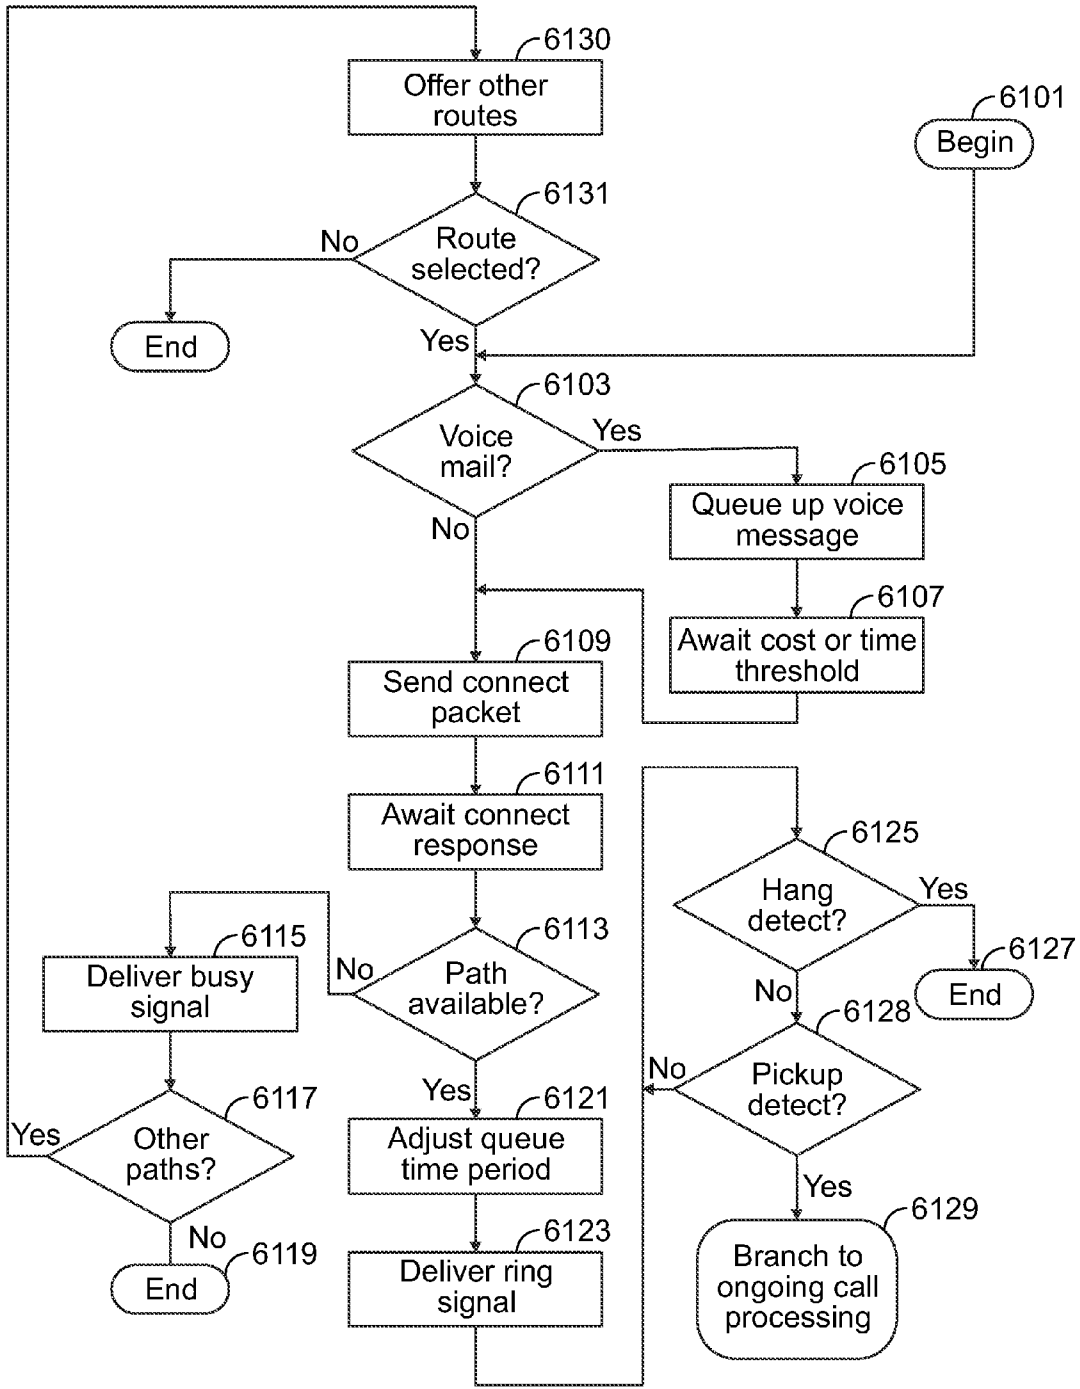 6130
Offer other
routes
6101
Begin
6131
Route
selected?
No
End
Yes
6103
Voice
mail?
Yes
No
6105
Queue up voice
message
6107
Await cost or time
threshold
6109
Send connect
packet
6111
Await connect
response
6113
Path
available?
No
Yes
6115
Deliver busy
signal
6117
Other
paths?
Yes
No
6119
End
6121
Adjust queue
time period
6123
Deliver ring
signal
6125
Hang
detect?
Yes
No
6127
End
6128
Pickup
detect?
No
Yes
6129
Branch to
ongoing call
processing